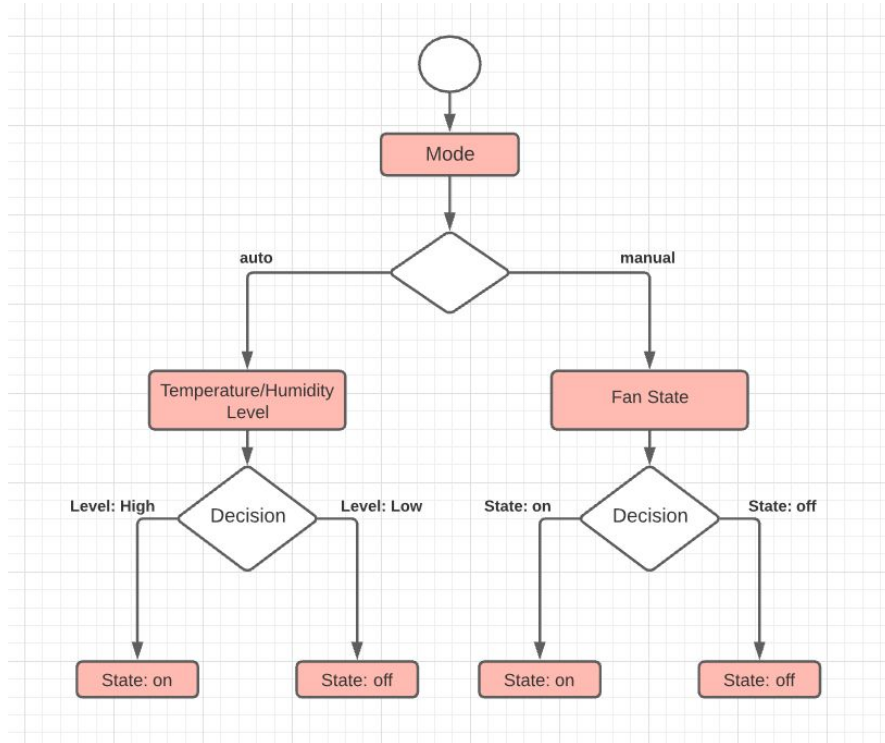 Mode
auto
manual
Temperature/Humidity
Level
Fan State
Level: High
Decision
Level: Low
State: on
Decision
State: off
State: on
State: off
State: on
State: off